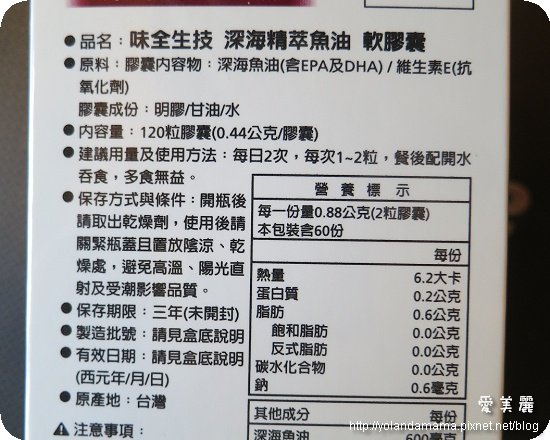 ● 品名：味全生技 深海精萃魚油 軟膠囊
● 原料：膠囊內容物：深海魚油(含EPA及DHA) / 維生素E(抗
氧化劑)
膠囊成份：明膠/甘油/水
● 內容量：120粒膠囊(0.44公克/膠囊)
● 建議用量及使用方法：每日2次，每次1~2粒，餐後配開水
吞食，多食無益。
● 保存方式與條件：開瓶後
請取出乾燥劑，使用後請
關緊瓶蓋且置放陰涼、乾
燥處，避免高溫、陽光直
射及受潮影響品質。
● 保存期限：三年(未開封)
● 製造批號：請見盒底說明
● 有效日期：請見盒底說明
(西元年/月/日)
● 原產地：台灣
⚠ 注意事項：
營養標示
每一份量0.88公克(2粒膠囊)
本包裝含60份
每份
熱量 6.2大卡
蛋白質 0.2公克
脂肪 0.6公克
飽和脂肪 0.0公克
反式脂肪 0.0公克
碳水化合物 0.0公克
鈉 0.6毫克
其他成分 每份
深海魚油 600毫克
愛美麗
http://yolandamama.pixnet.net/blog